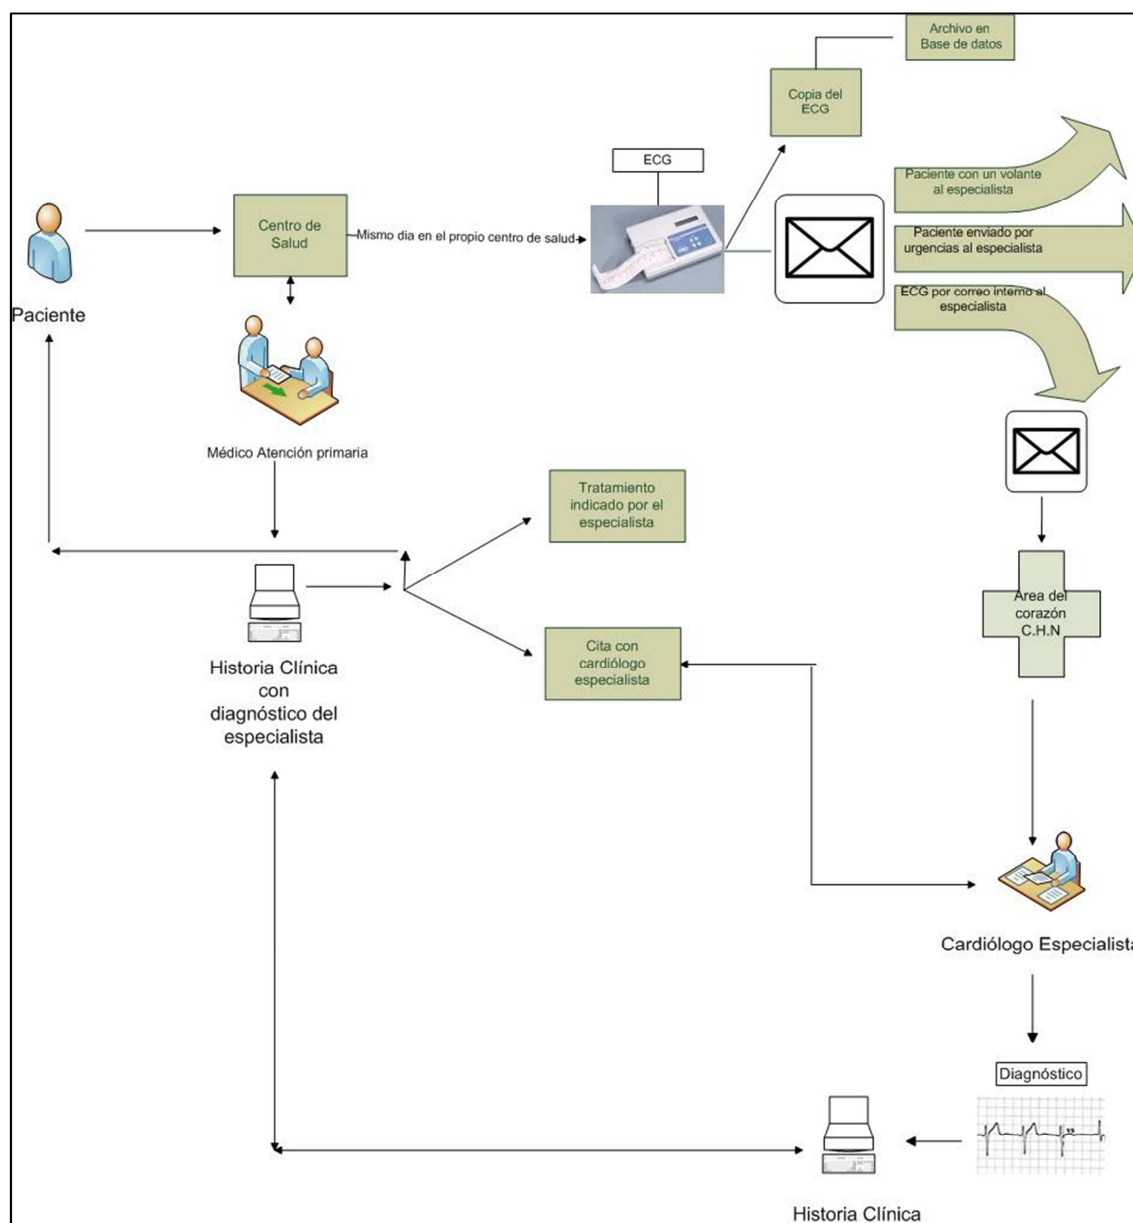 Archivo en
Base de datos
Copia del
ECG
ECG
Paciente con un volante
al especialista
Centro de
Salud
Mismo dia en el propio centro de salud
Paciente enviado por
urgencias al especialista
ECG por correo interno al
especialista
Paciente
Médico Atención primaria
Tratamiento
indicado por el
especialista
Area del
corazón
C.H.N
Cita con
cardiólogo
especialista
Historia Clínica
con
diagnóstico del
especialista
Cardiólogo Especialista
Diagnóstico
Historia Clínica